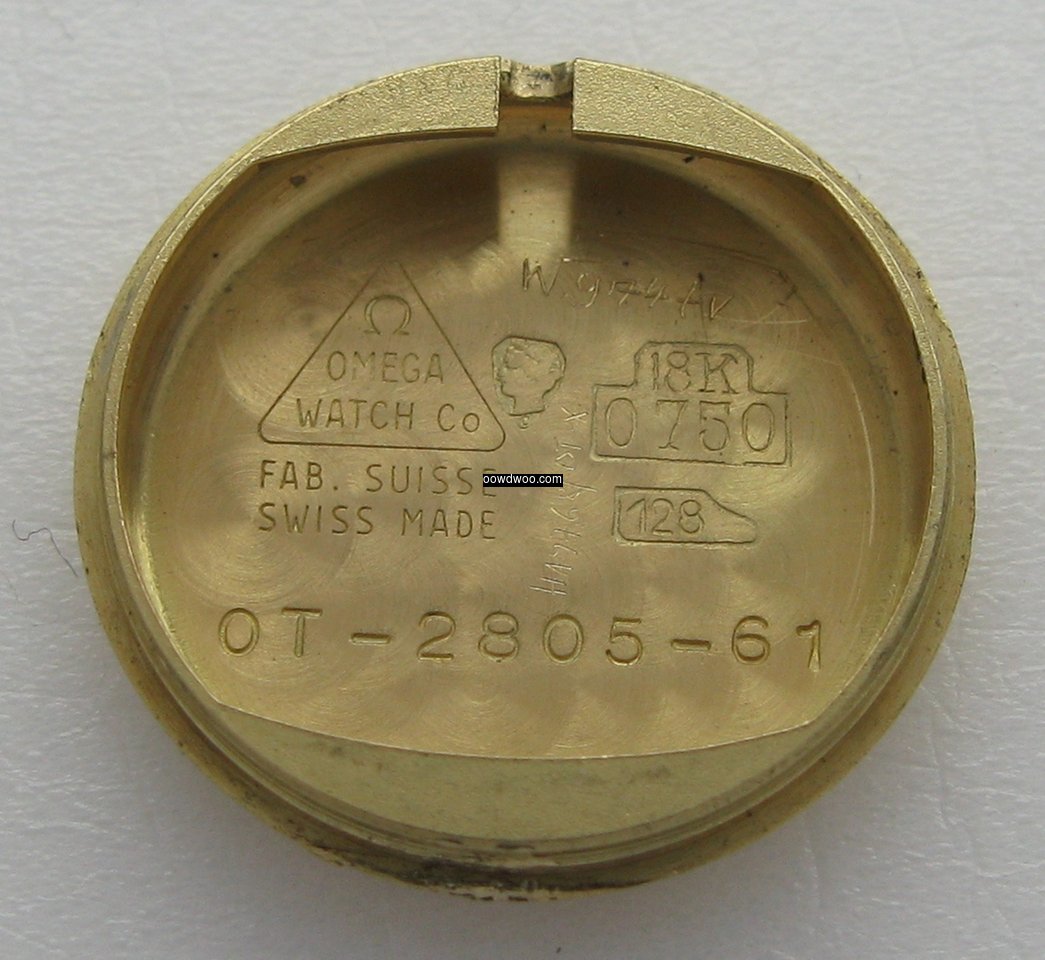 Ω
OMEGA
WATCH Co
FAB. SUISSE
SWISS MADE
18K
0750
128
OT-2805-61
oowdwoo.com